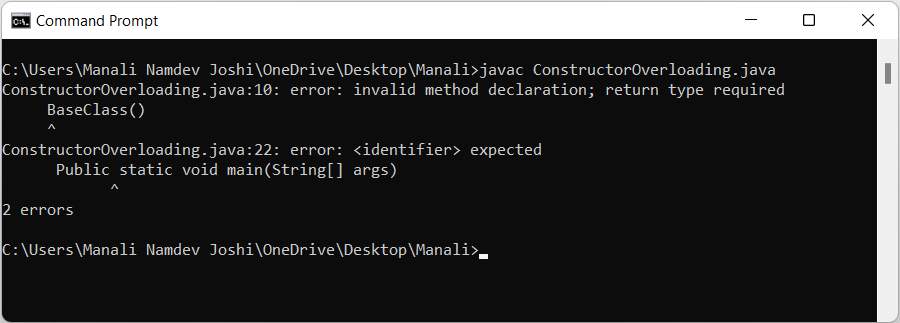 Command Prompt
C:\Users\Manali Namdev Joshi\OneDrive\Desktop\Manali>javac ConstructorOverloading.java
ConstructorOverloading.java:10: error: invalid method declaration; return type required
     BaseClass()
     ^
ConstructorOverloading.java:22: error: <identifier> expected
      Public static void main(String[] args)
            ^
2 errors
C:\Users\Manali Namdev Joshi\OneDrive\Desktop\Manali>